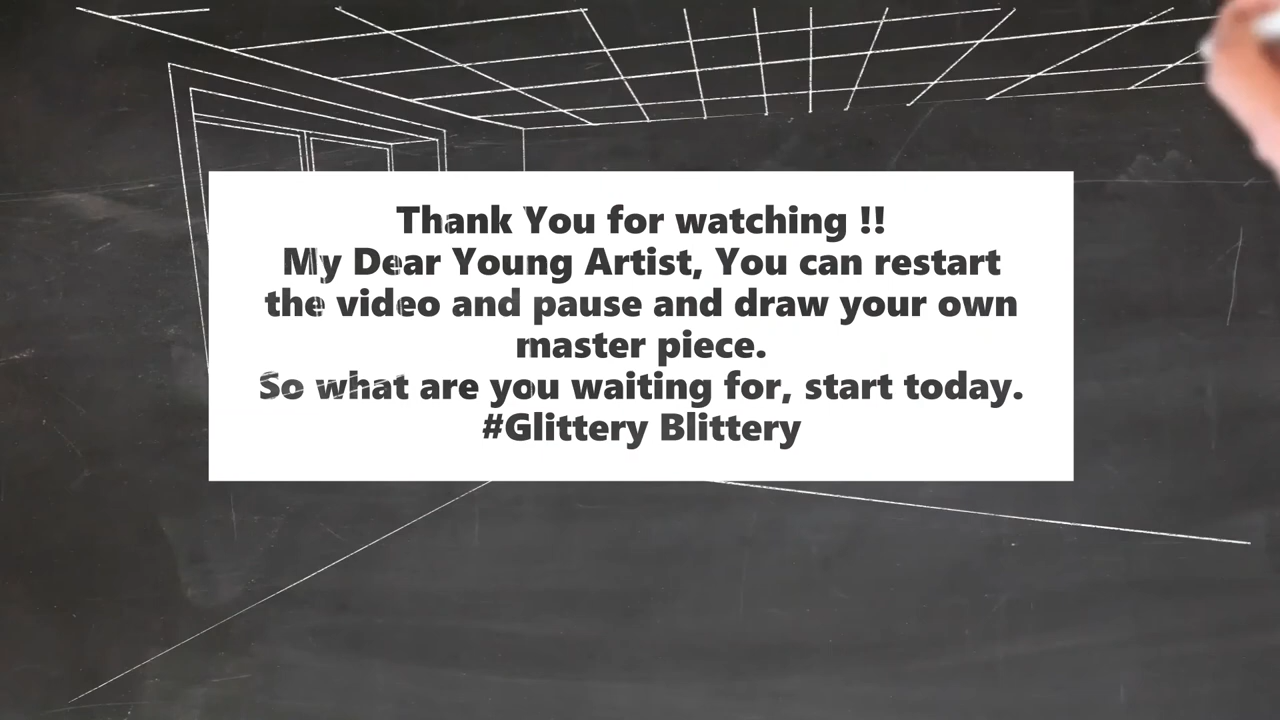 Thank You for watching !!
My Dear Young Artist, You can restart
the video and pause and draw your own
master piece.
So what are you waiting for, start today.
#Glittery Blittery